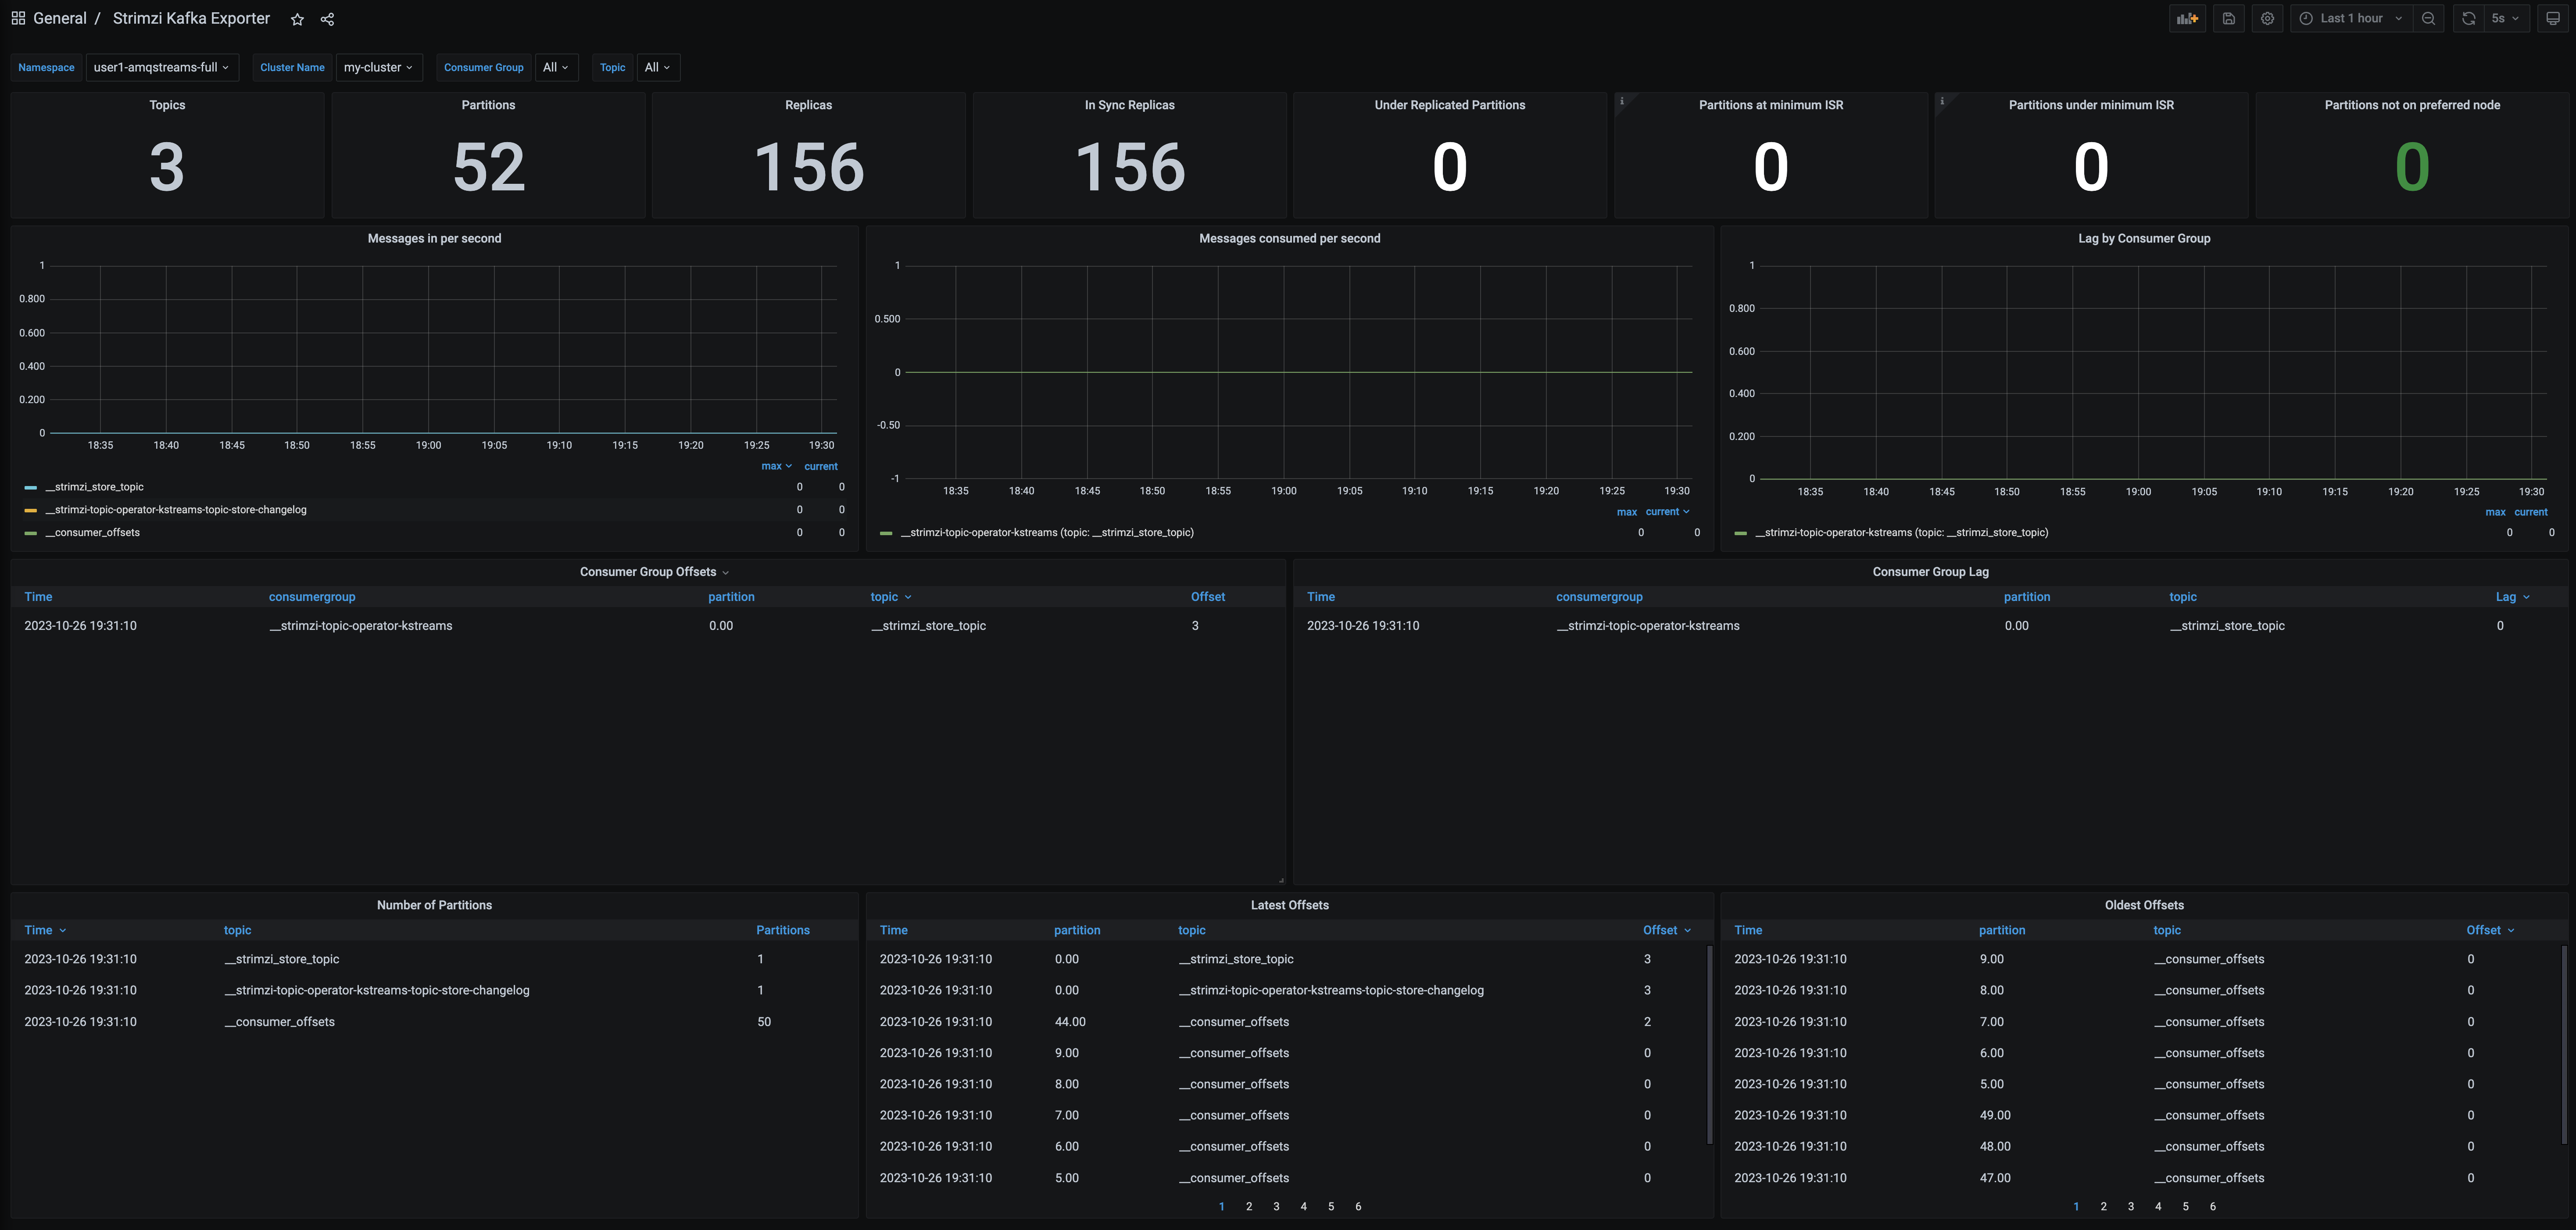 General / Strimzi Kafka Exporter
Last 1 hour 5s
Namespace user1-amqstreams-full Cluster Name my-cluster Consumer Group All Topic All
Topics
3
Partitions
52
Replicas
156
In Sync Replicas
156
Under Replicated Partitions
0
i
Partitions at minimum ISR
0
i
Partitions under minimum ISR
0
Partitions not on preferred node
0
Messages in per second
1
0.800
0.600
0.400
0.200
0
18:35 18:40 18:45 18:50 18:55 19:00 19:05 19:10 19:15 19:20 19:25 19:30
max current
__strimzi_store_topic 0 0
__strimzi-topic-operator-kstreams-topic-store-changelog 0 0
__consumer_offsets 0 0
Messages consumed per second
1
0.500
0
-0.50
-1
18:35 18:40 18:45 18:50 18:55 19:00 19:05 19:10 19:15 19:20 19:25 19:30
max current
__strimzi-topic-operator-kstreams (topic: __strimzi_store_topic) 0 0
Lag by Consumer Group
1
0.800
0.600
0.400
0.200
0
18:35 18:40 18:45 18:50 18:55 19:00 19:05 19:10 19:15 19:20 19:25 19:30
max current
__strimzi-topic-operator-kstreams (topic: __strimzi_store_topic) 0 0
Consumer Group Offsets
Time consumergroup partition topic Offset
2023-10-26 19:31:10 __strimzi-topic-operator-kstreams 0.00 __strimzi_store_topic 3
Consumer Group Lag
Time consumergroup partition topic Lag
2023-10-26 19:31:10 __strimzi-topic-operator-kstreams 0.00 __strimzi_store_topic 0
Number of Partitions
Time topic Partitions
2023-10-26 19:31:10 __strimzi_store_topic 1
2023-10-26 19:31:10 __strimzi-topic-operator-kstreams-topic-store-changelog 1
2023-10-26 19:31:10 __consumer_offsets 50
Latest Offsets
Time partition topic Offset
2023-10-26 19:31:10 0.00 __strimzi_store_topic 3
2023-10-26 19:31:10 0.00 __strimzi-topic-operator-kstreams-topic-store-changelog 3
2023-10-26 19:31:10 44.00 __consumer_offsets 2
2023-10-26 19:31:10 9.00 __consumer_offsets 0
2023-10-26 19:31:10 8.00 __consumer_offsets 0
2023-10-26 19:31:10 7.00 __consumer_offsets 0
2023-10-26 19:31:10 6.00 __consumer_offsets 0
2023-10-26 19:31:10 5.00 __consumer_offsets 0
1 2 3 4 5 6
Oldest Offsets
Time partition topic Offset
2023-10-26 19:31:10 9.00 __consumer_offsets 0
2023-10-26 19:31:10 8.00 __consumer_offsets 0
2023-10-26 19:31:10 7.00 __consumer_offsets 0
2023-10-26 19:31:10 6.00 __consumer_offsets 0
2023-10-26 19:31:10 5.00 __consumer_offsets 0
2023-10-26 19:31:10 49.00 __consumer_offsets 0
2023-10-26 19:31:10 48.00 __consumer_offsets 0
2023-10-26 19:31:10 47.00 __consumer_offsets 0
1 2 3 4 5 6